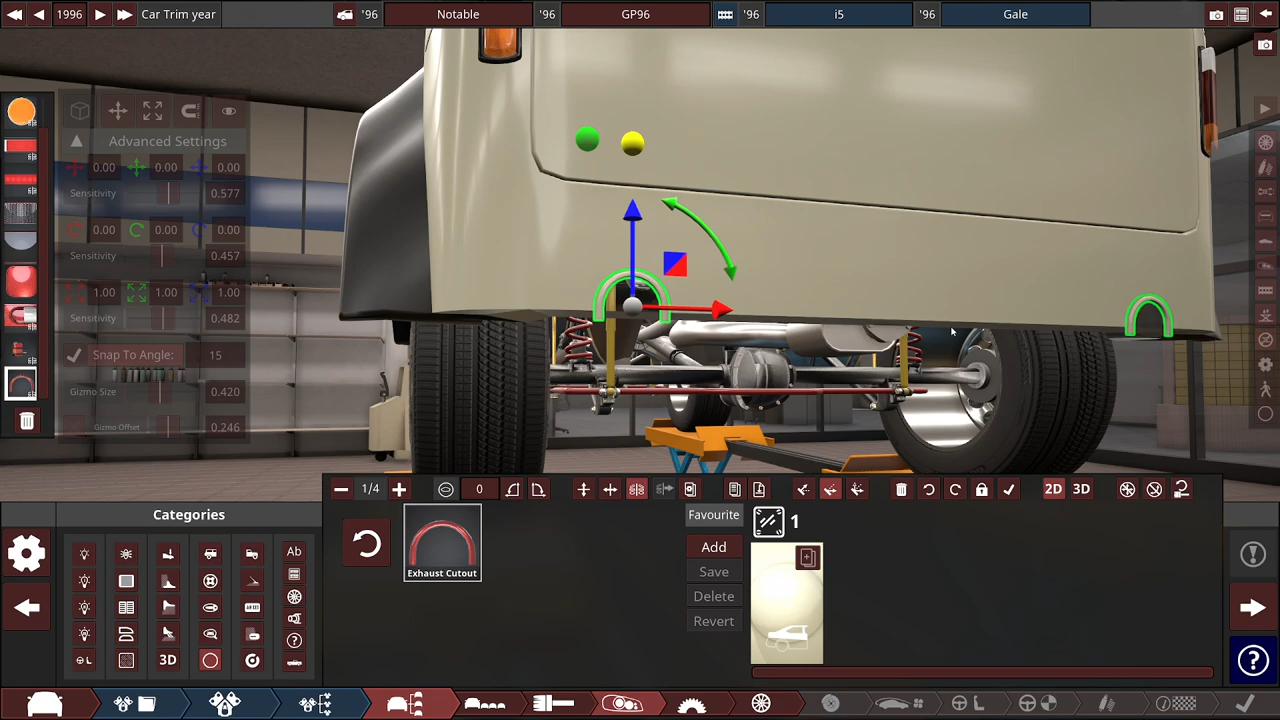 1996 Car Trim year '96 Notable '96 GP96 '96 i5 '96 Gale
Advanced Settings
0.00 0.00 0.00
Sensitivity 0.577
0.00 0.00 0.00
Sensitivity 0.457
1.00 1.00 1.00
Sensitivity 0.482
Snap To Angle: 15
Gizmo Size 0.420
Gizmo Offset 0.246
1/4 0 2D 3D
Categories
Favourite 1
Add
Save
Delete
Revert
Exhaust Cutout
Ab
L
3D
?
?